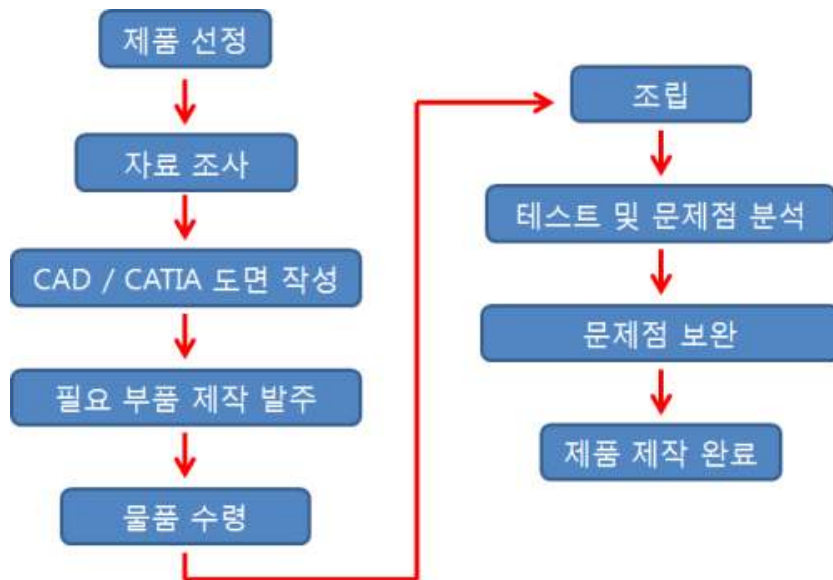 제품 선정
자료 조사
CAD / CATIA 도면 작성
필요 부품 제작 발주
물품 수령
조립
테스트 및 문제점 분석
문제점 보완
제품 제작 완료